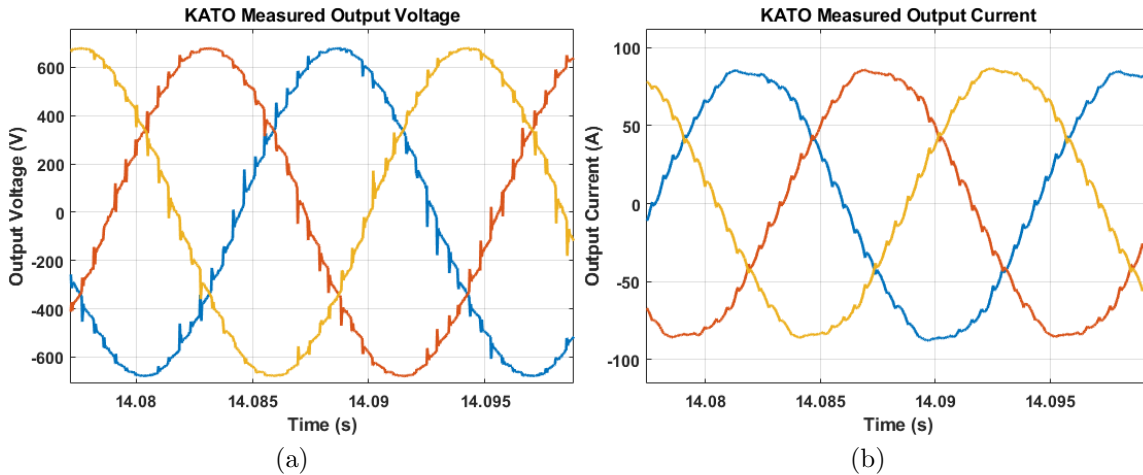 KATO Measured Output Voltage
Output Voltage (V)
600
400
200
0
-200
-400
-600
14.08 14.085 14.09 14.095
Time (s)
(a)
KATO Measured Output Current
Output Current (A)
100
50
0
-50
-100
14.08 14.085 14.09 14.095
Time (s)
(b)